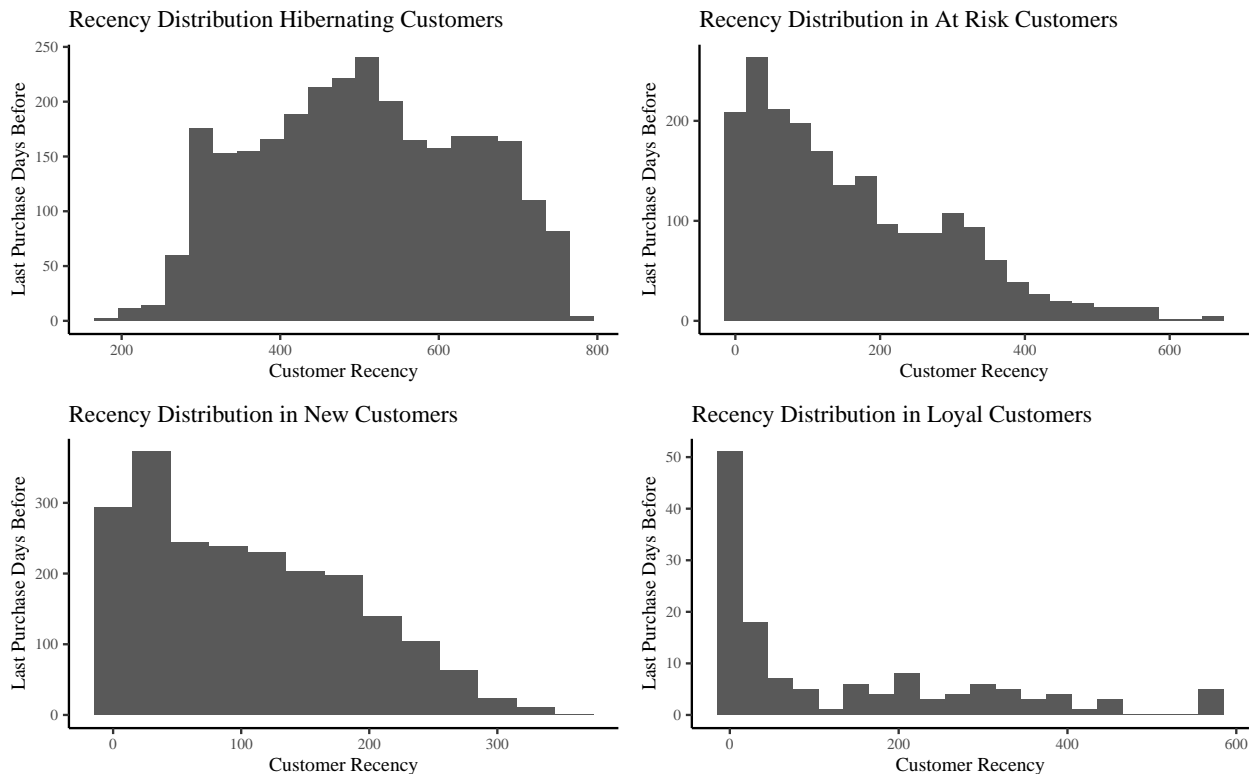 Recency Distribution Hibernating Customers
Last Purchase Days Before
250
200
150
100
50
0
200
400
600
800
Customer Recency
Recency Distribution in At Risk Customers
Last Purchase Days Before
200
100
0
0
200
400
600
Customer Recency
Recency Distribution in New Customers
Last Purchase Days Before
300
200
100
0
0
100
200
300
Customer Recency
Recency Distribution in Loyal Customers
Last Purchase Days Before
50
40
30
20
10
0
0
200
400
600
Customer Recency